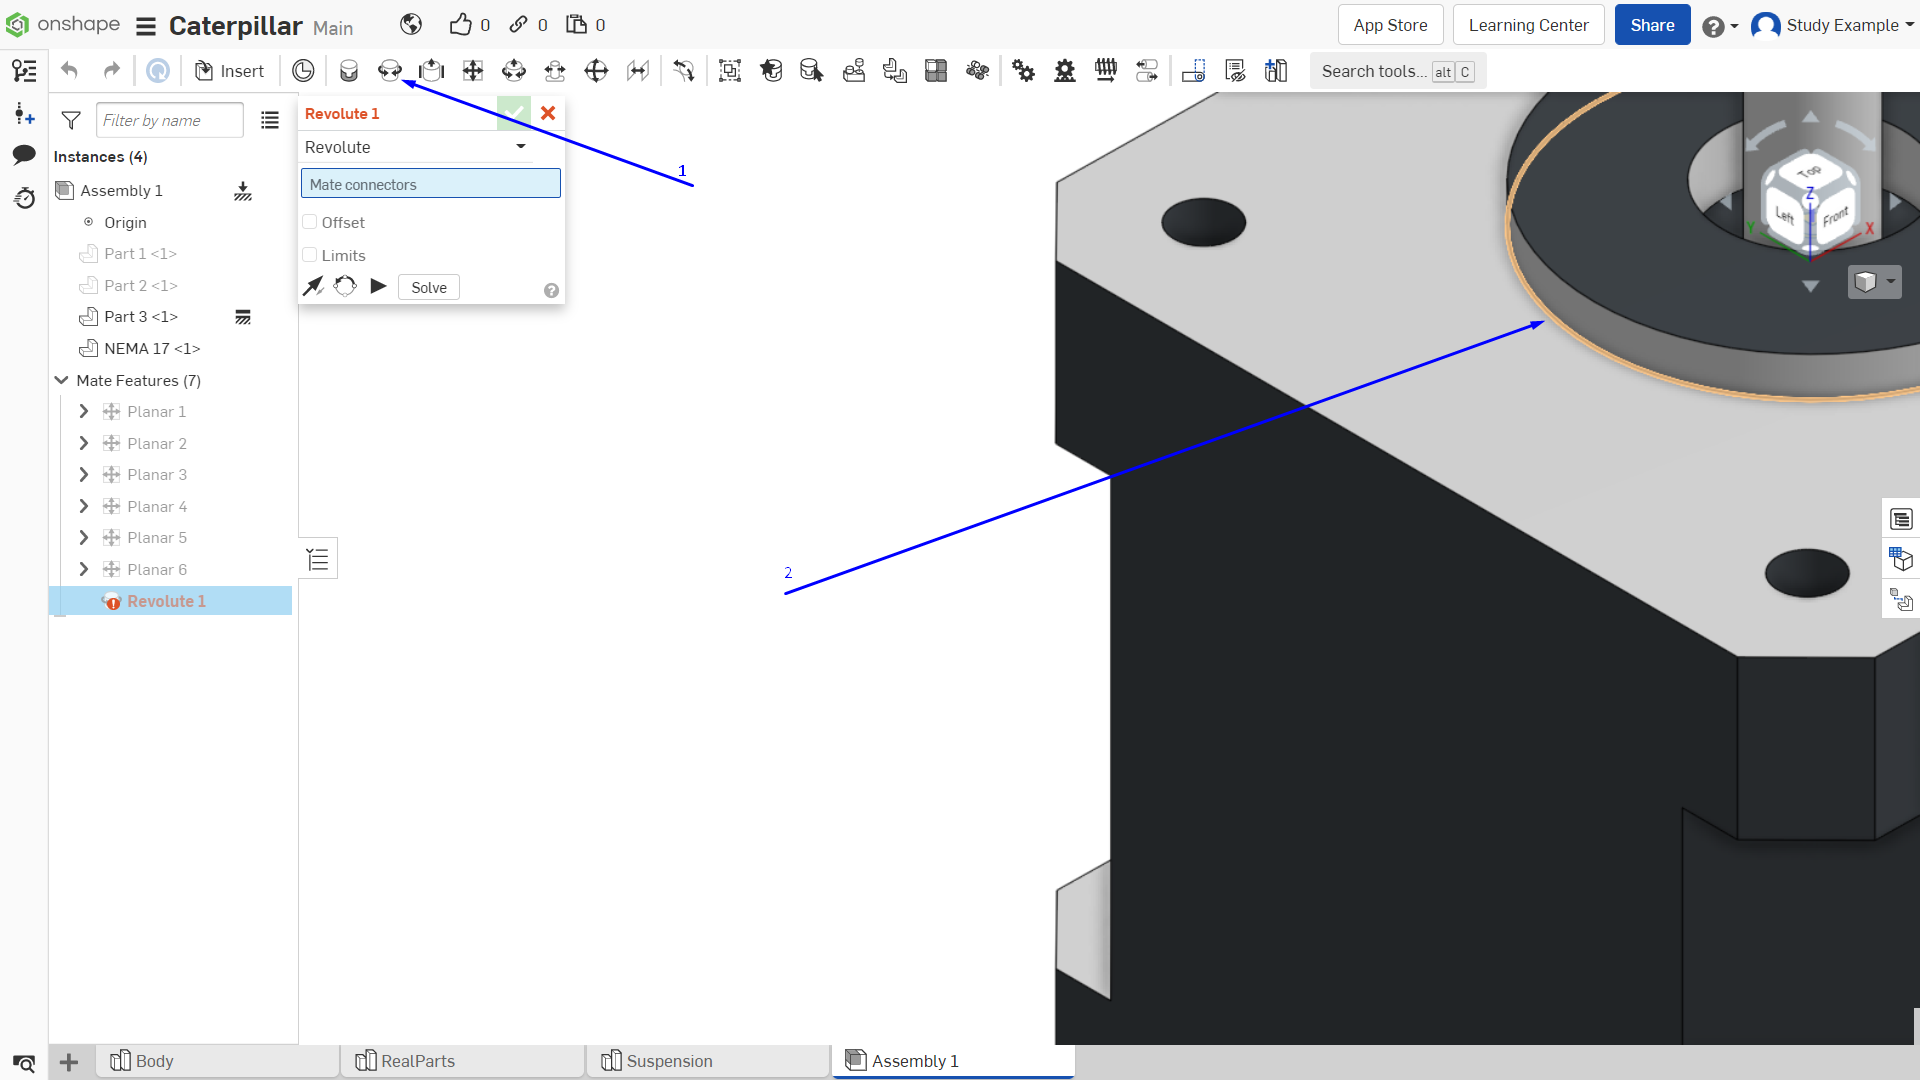 onshape Caterpillar Main 0 0 0 App Store Learning Center Share Study Example
Insert Search tools... alt C
Filter by name
Instances (4)
Assembly 1
Origin
Part 1 <1>
Part 2 <1>
Part 3 <1>
NEMA 17 <1>
Mate Features (7)
Planar 1
Planar 2
Planar 3
Planar 4
Planar 5
Planar 6
Revolute 1
Revolute 1
Revolute
Mate connectors
Offset
Limits
Solve
1
2
Top
Left
Front
Z
Y
X
Body
RealParts
Suspension
Assembly 1